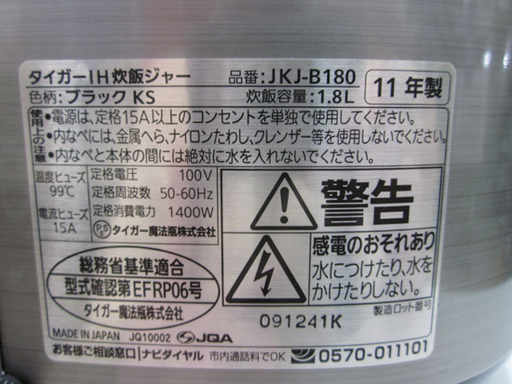 タイガーIH炊飯ジャー 品番:JKJ-B180 11年製
色柄:ブラック KS 炊飯容量:1.8L
使用上の注意
•電源は、定格15A以上のコンセントを単独で使用してください。
•内なべには、金属へら、ナイロンたわし、クレンザー等を使用しないでください。
•内なべと本体の間には絶対に水を入れないでください。
温度ヒューズ 99℃
電流ヒューズ 15A
定格電圧 100V
定格周波数 50-60Hz
定格消費電力 1400W
PSE タイガー魔法瓶株式会社
総務省基準適合
型式確認第EFRP06号
タイガー魔法瓶株式会社
警告
感電のおそれあり
水につけたり、水を
かけたりしない。
製造ロット番号
091241K
MADE IN JAPAN JQ10002 JQA
お客様ご相談窓口 ナビダイヤル 市内通話料でOK 0570-011101